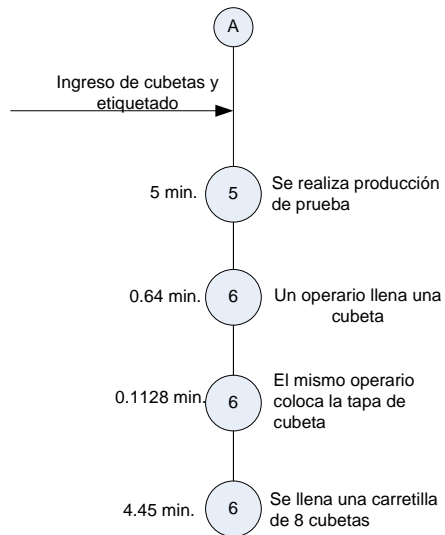 A
Ingreso de cubetas y
etiquetado
5 min.
5
Se realiza producción
de prueba
0.64 min.
6
Un operario llena una
cubeta
0.1128 min.
6
El mismo operario
coloca la tapa de
cubeta
4.45 min.
6
Se llena una carretilla
de 8 cubetas